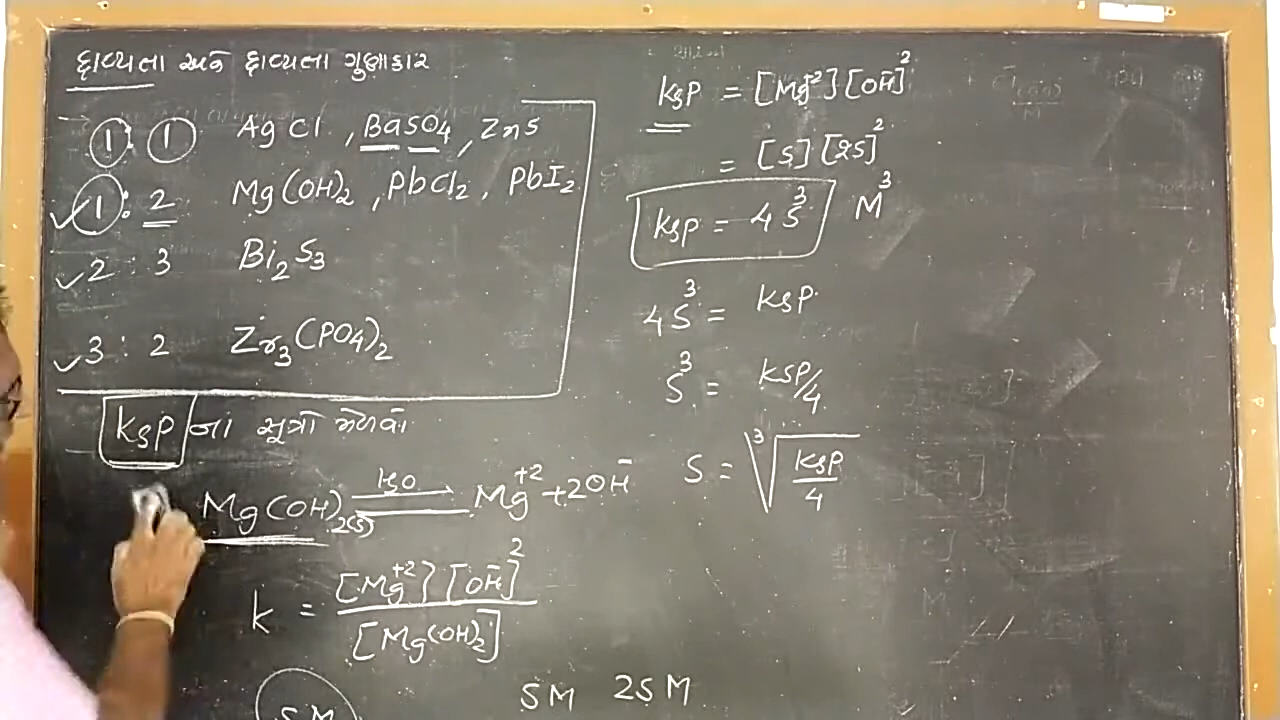 દ્રાવ્યતા અને દ્રાવ્યતા ગુણાકાર
1 : 1 AgCl, BaSO4, ZnS
✓1 : 2 Mg(OH)2, PbCl2, PbI2
✓2 : 3 Bi2S3
✓3 : 2 Zr3(PO4)2
Kspનાં સૂત્રો મેળવો
Mg(OH)2(s) ⇌ Mg+2 + 2OH-
H2O
K = [Mg+2][OH-]2 / [Mg(OH)2]
SM SM 2SM
Ksp = [Mg+2][OH-]2
= [S][2S]2
Ksp = 4S3 M3
4S3 = Ksp
S3 = Ksp/4
S = 3√Ksp/4